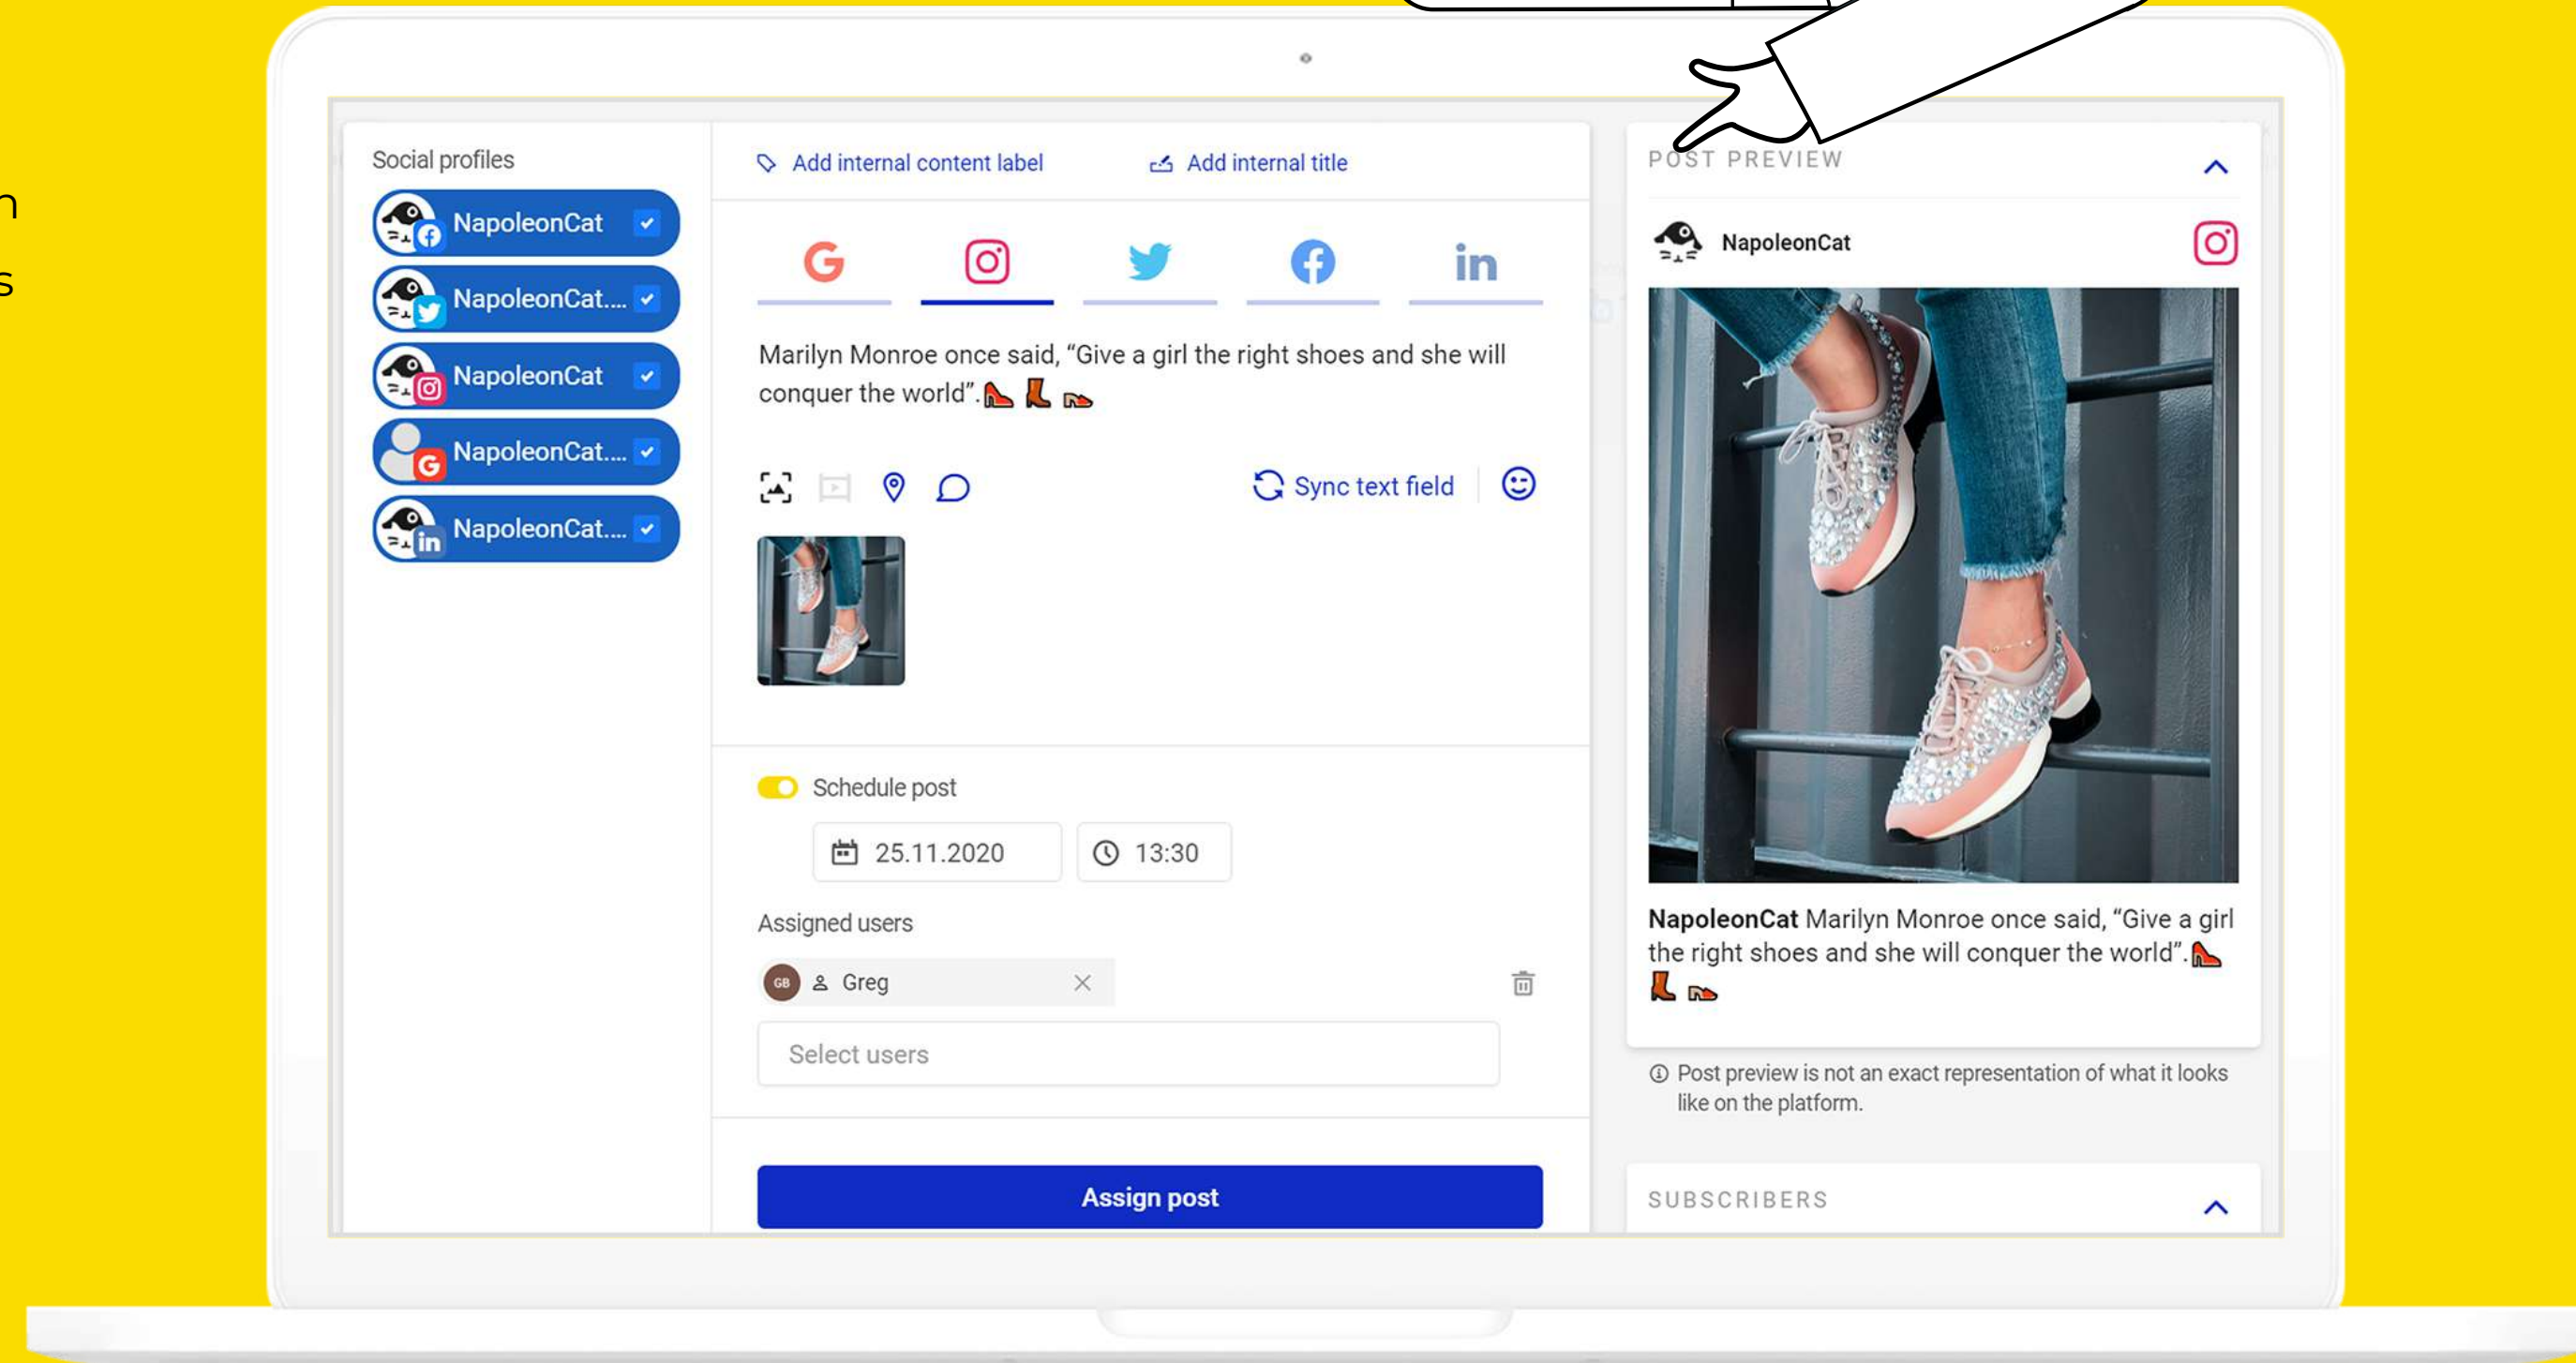 n
s
Social profiles
NapoleonCat
NapoleonCat....
NapoleonCat
NapoleonCat....
NapoleonCat....
Add internal content label
Add internal title
Marilyn Monroe once said, “Give a girl the right shoes and she will
conquer the world”.👠👢👡
Sync text field
Schedule post
25.11.2020
13:30
Assigned users
GB Greg
Select users
Assign post
POST PREVIEW
NapoleonCat
NapoleonCat Marilyn Monroe once said, “Give a girl
the right shoes and she will conquer the world”.👠
👢👡
Post preview is not an exact representation of what it looks
like on the platform.
SUBSCRIBERS